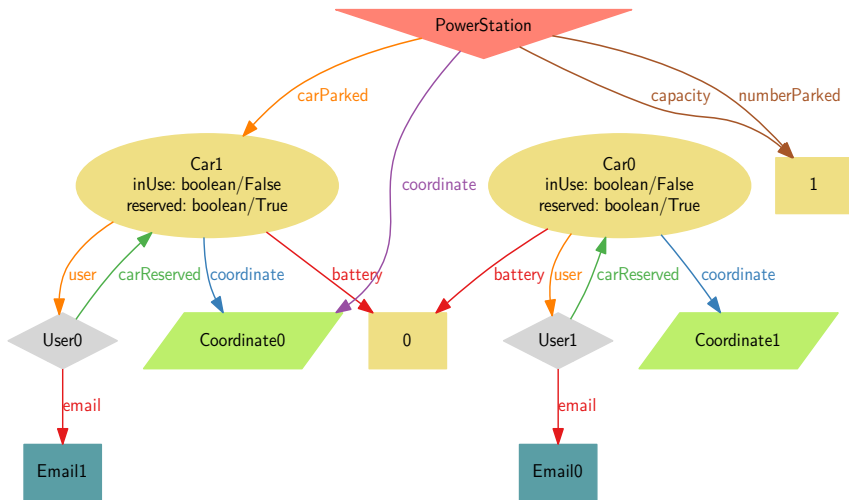 PowerStation
carParked
capacity
numberParked
Car1
inUse: boolean/False
reserved: boolean/True
coordinate
Car0
inUse: boolean/False
reserved: boolean/True
1
user
carReserved
coordinate
battery
battery
user
carReserved
coordinate
User0
Coordinate0
0
User1
Coordinate1
email
email
Email1
Email0